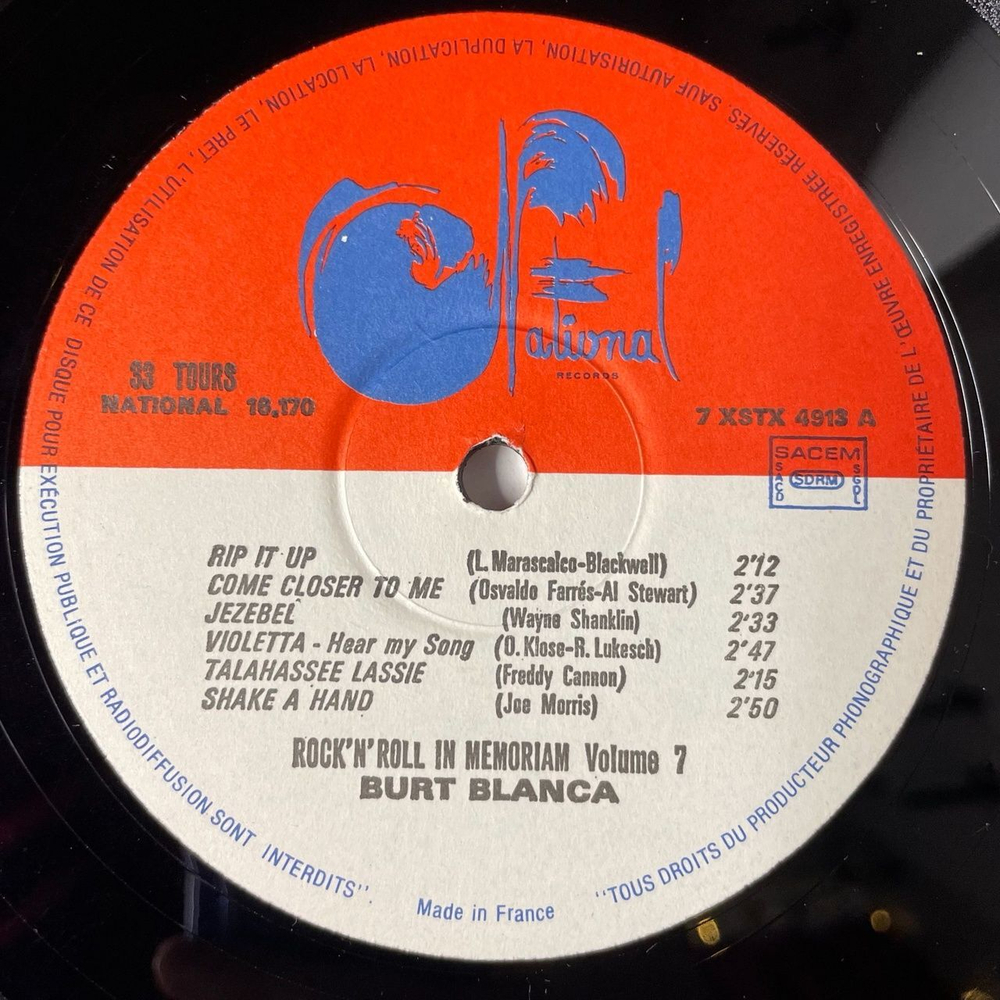 "TOUS DROITS DU PRODUCTEUR PHONOGRAPHIQUE ET DU PROPRIÉTAIRE DE L'ŒUVRE ENREGISTRÉE RÉSERVÉS. SAUF AUTORISATION, LA DUPLICATION, LA LOCATION, LE PRET, L'UTILISATION DE CE DISQUE POUR EXÉCUTION PUBLIQUE ET RADIODIFFUSION SONT INTERDITS"
National
RECORDS
33 TOURS
NATIONAL 16,170
7 XSTX 4913 A
SACEM
SACD
SDRM
SGDL
RIP IT UP (L. Marascalco-Blackwell) 2'12
COME CLOSER TO ME (Osvaldo Farrés-Al Stewart) 2'37
JEZEBEL (Wayne Shanklin) 2'33
VIOLETTA - Hear my Song (O. Klose-R. Lukesch) 2'47
TALAHASSEE LASSIE (Freddy Cannon) 2'15
SHAKE A HAND (Joe Morris) 2'50
ROCK'N'ROLL IN MEMORIAM Volume 7
BURT BLANCA
Made in France